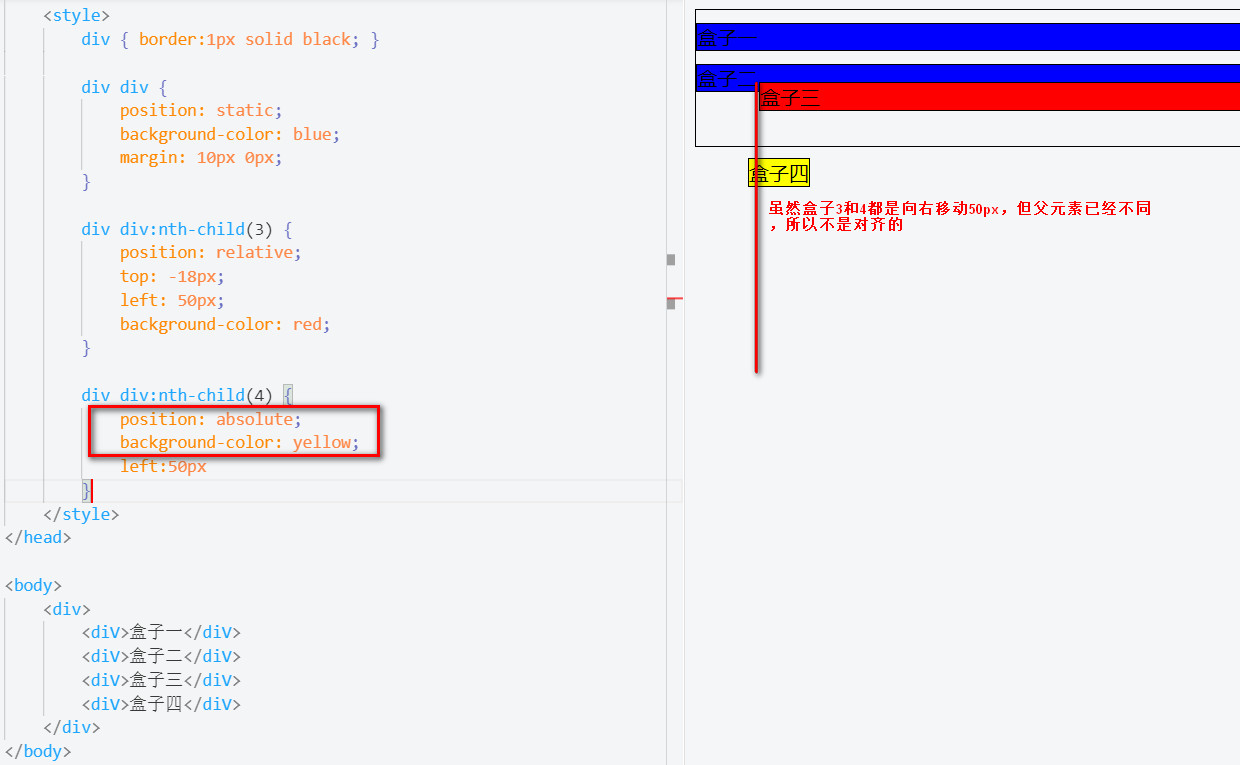 <style>
div { border:1px solid black; }
div div {
position: static;
background-color: blue;
margin: 10px 0px;
}
div div:nth-child(3) {
position: relative;
top: -18px;
left: 50px;
background-color: red;
}
div div:nth-child(4) {
position: absolute;
background-color: yellow;
left:50px
}
</style>
</head>
<body>
<div>
<diV>盒子一</diV>
<diV>盒子二</diV>
<diV>盒子三</diV>
<diV>盒子四</diV>
</div>
</body>
盒子一
盒子二
盒子三
盒子四
虽然盒子3和4都是向右移动50px，但父元素已经不同
，所以不是对齐的